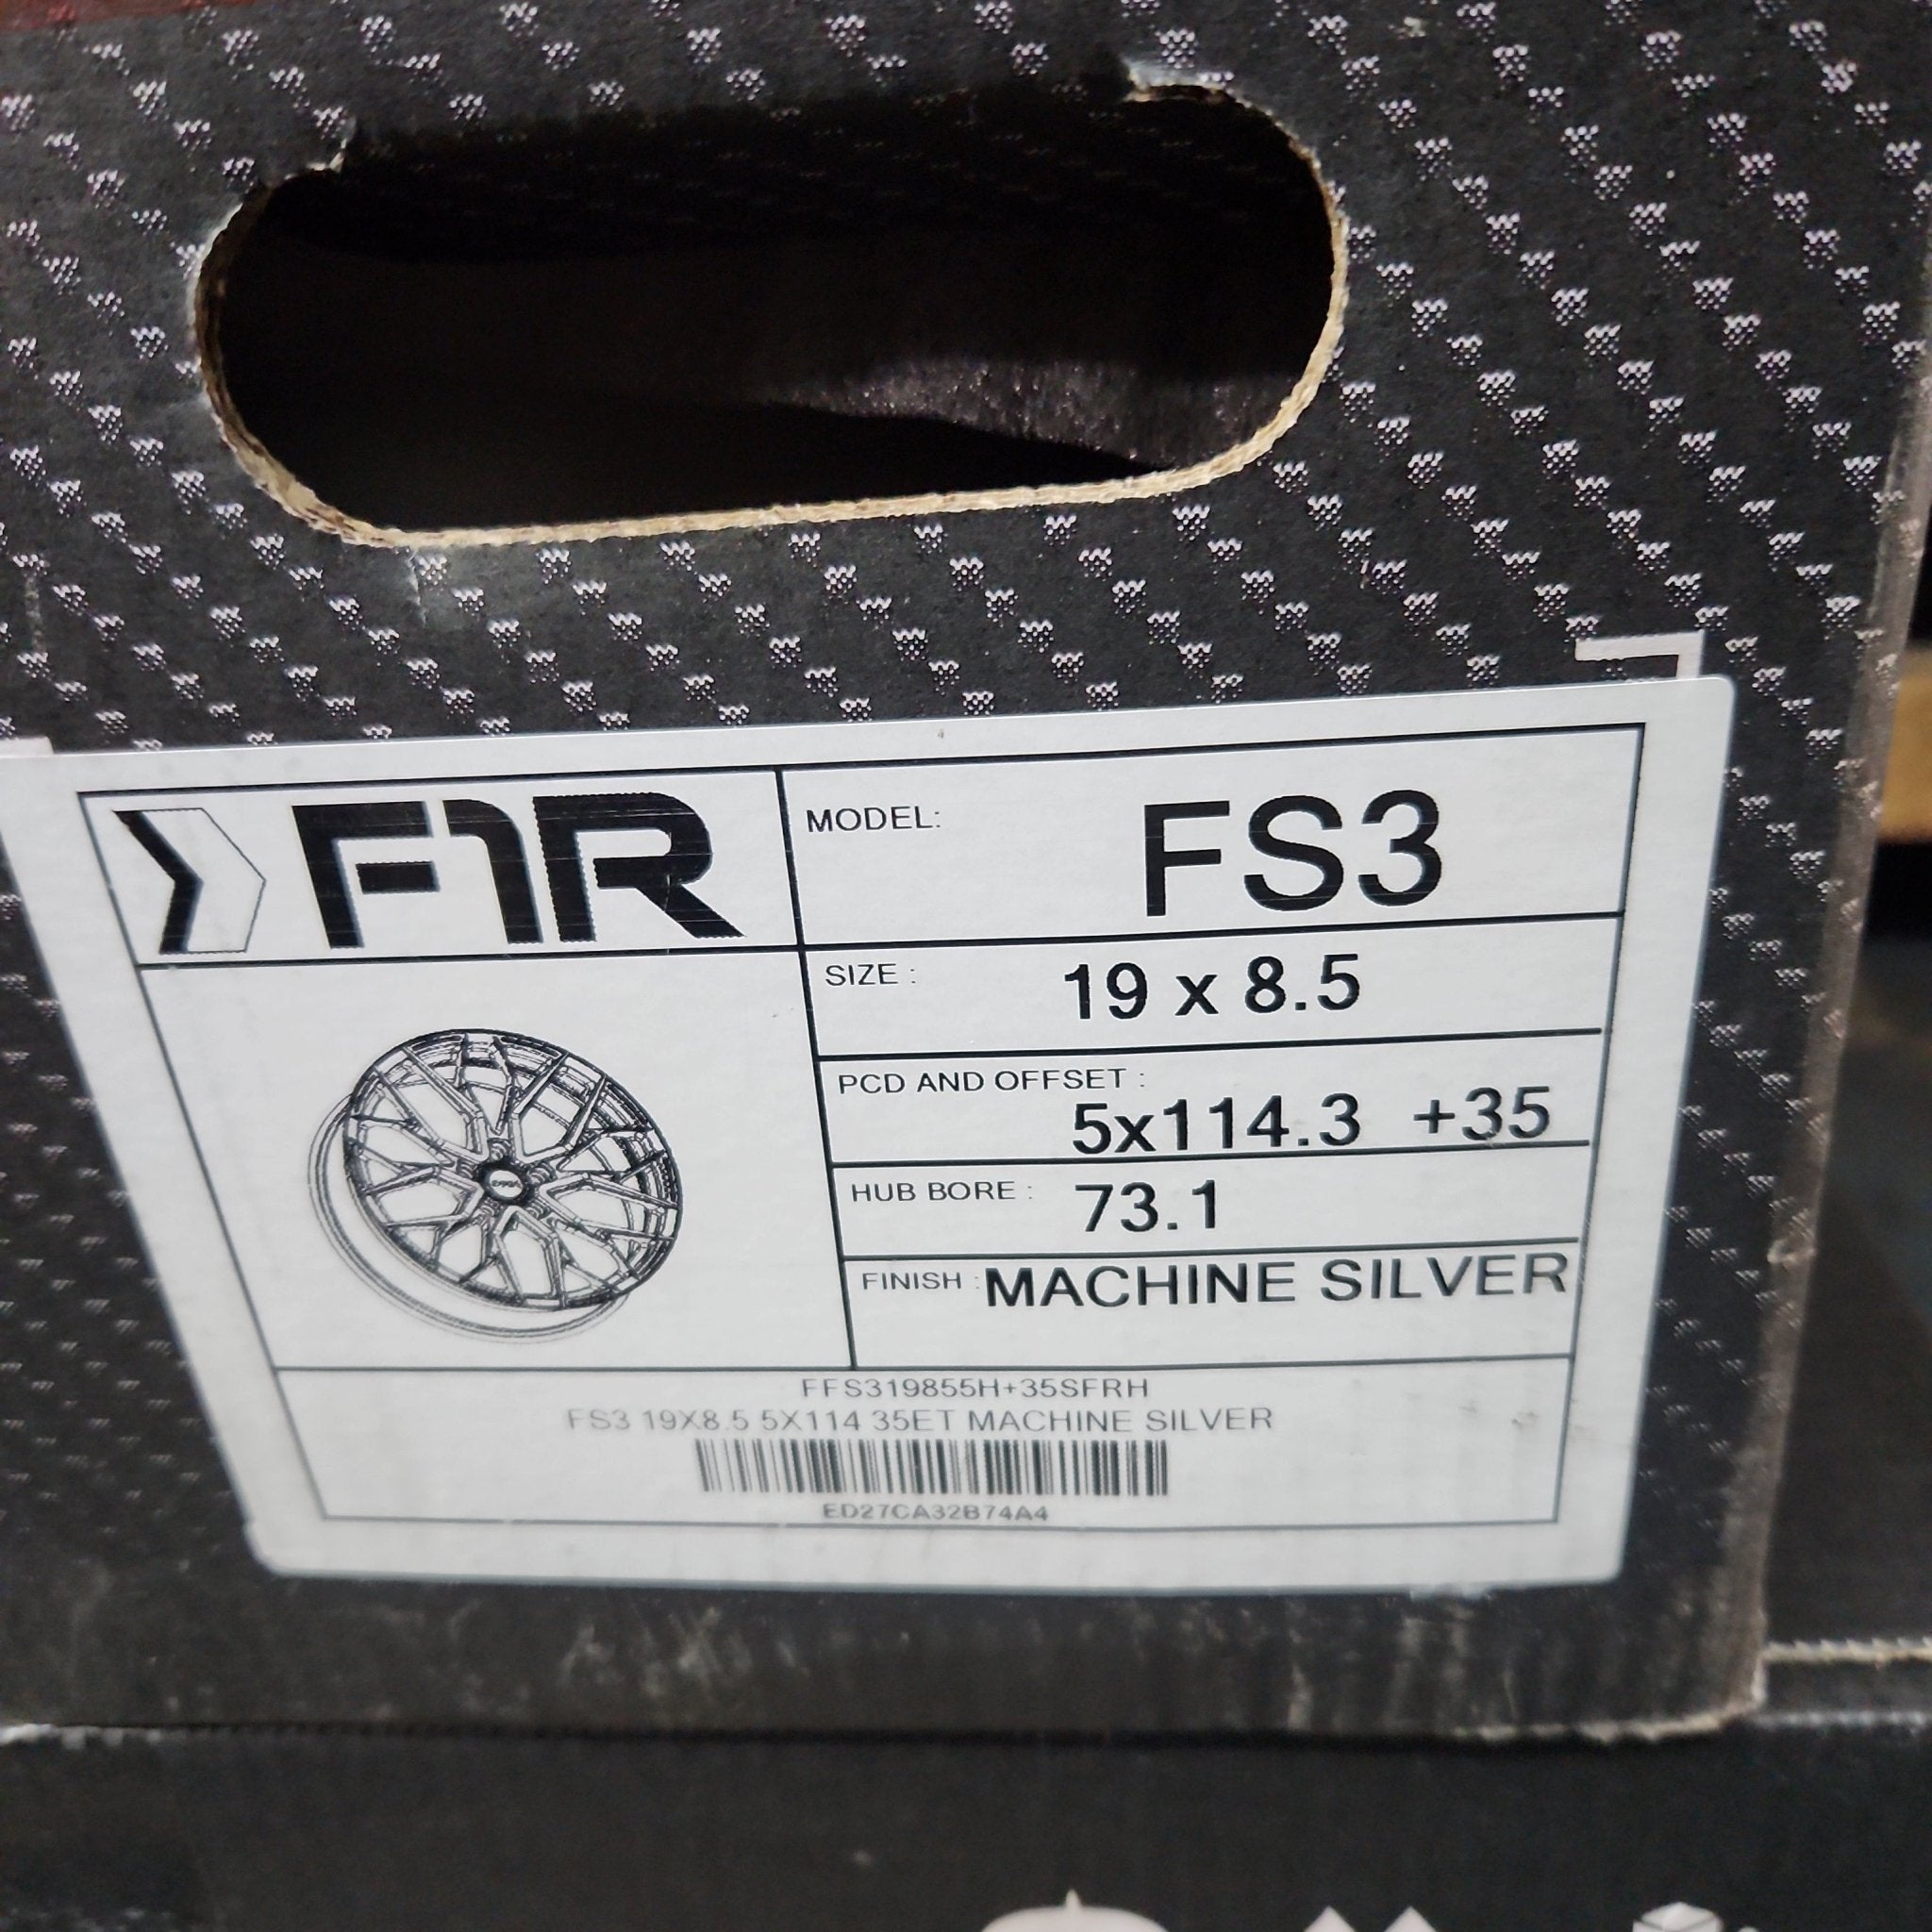 F1R
MODEL:
FS3
SIZE :
19 x 8.5
PCD AND OFFSET :
5x114.3 +35
HUB BORE : 73.1
FINISH : MACHINE SILVER
FFS319855H+35SFRH
FS3 19X8.5 5X114 35ET MACHINE SILVER
ED27CA32B74A4